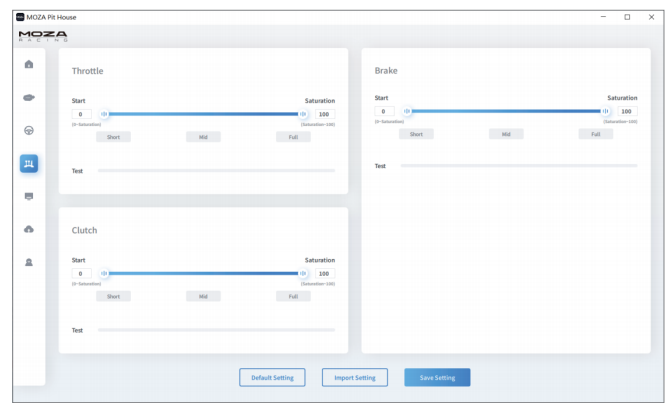 MOZA Pit House
MOZA
RACING
Throttle
Start
Saturation
0
100
(0~Saturation)
(Saturation~100)
Short
Mid
Full
Test
Clutch
Start
Saturation
0
100
(0~Saturation)
(Saturation~100)
Short
Mid
Full
Test
Brake
Start
Saturation
0
100
(0~Saturation)
(Saturation~100)
Short
Mid
Full
Test
Default Setting
Import Setting
Save Setting